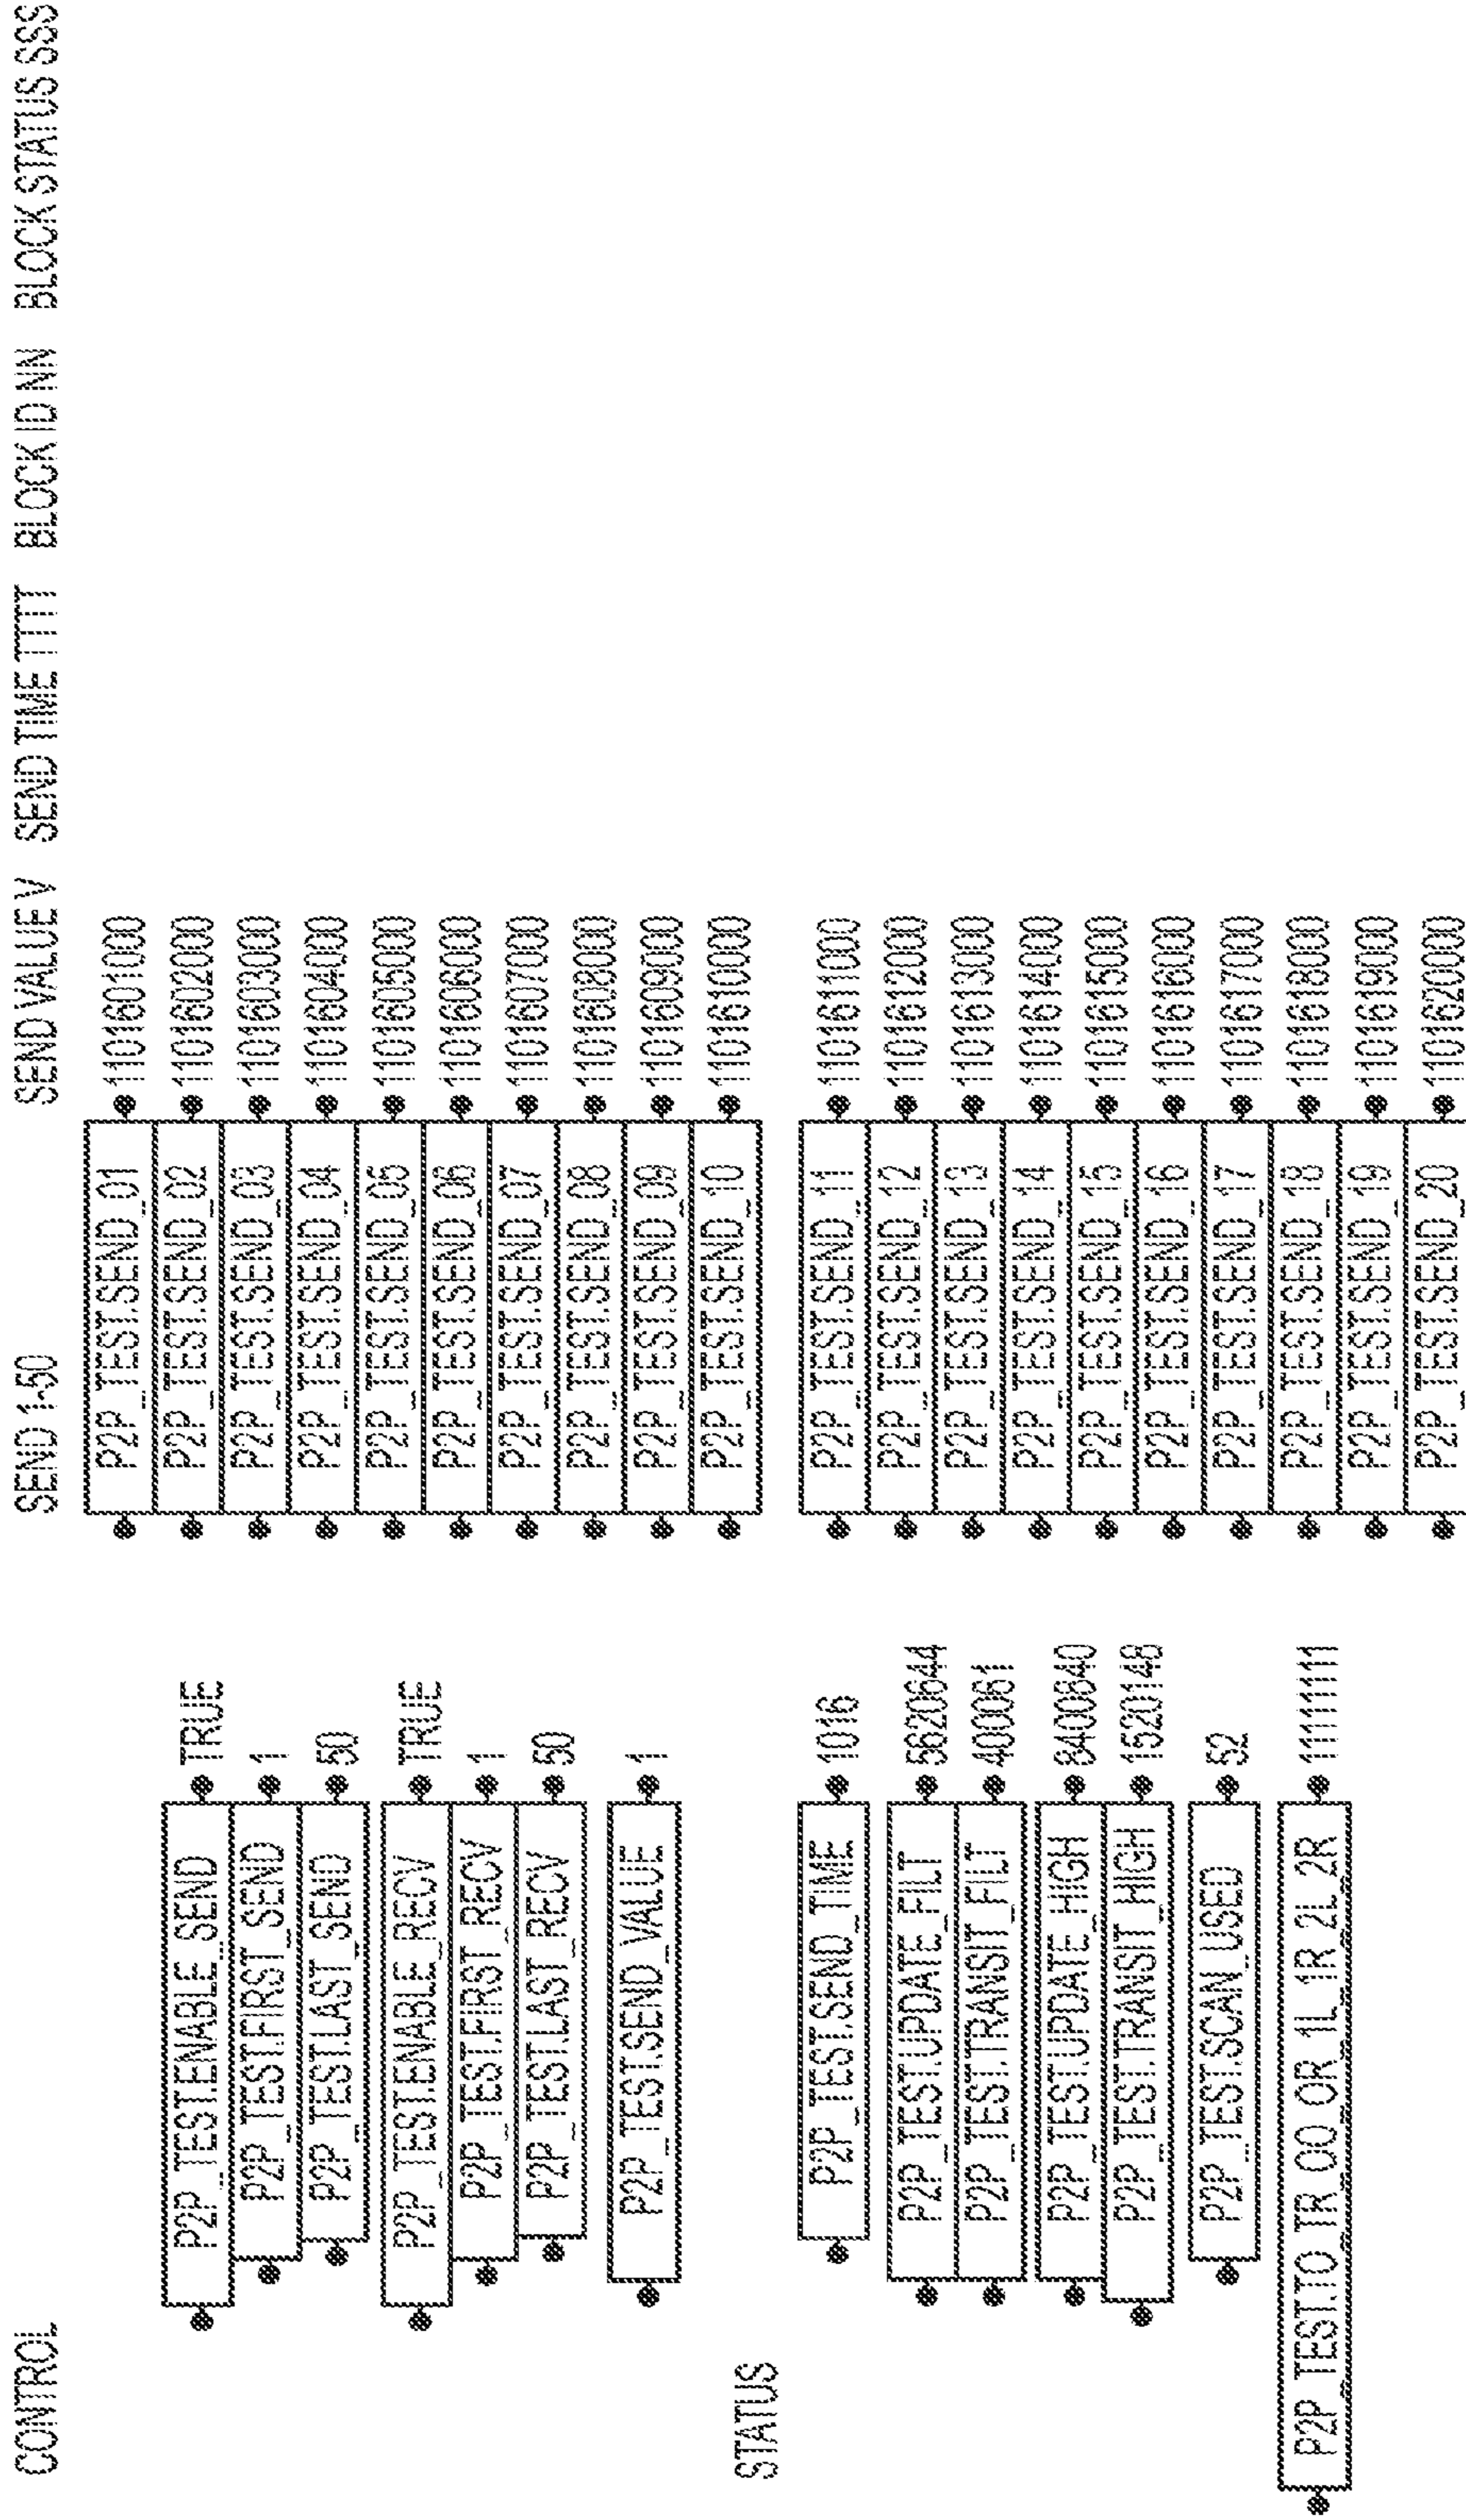 CONTROL
P2P_TEST.ENABLE_SEND TRUE
P2P_TEST.FIRST_SEND 1
P2P_TEST.LAST_SEND 50
P2P_TEST.ENABLE_RECV TRUE
P2P_TEST.FIRST_RECV 1
P2P_TEST.LAST_RECV 50
P2P_TEST.SEND_VALUE 1
STATUS
P2P_TEST.SEND_TIME 1016
P2P_TEST.UPDATE_FILT 5620644
P2P_TEST.TRANSIT_FILT 400061
P2P_TEST.UPDATE_HIGH 8400840
P2P_TEST.TRANSIT_HIGH 1520148
P2P_TEST.SCAN_USED 52
P2P_TEST.TO_TR_OO_OR_1L_1R_2L_2R 11111111
SEND 1-50 SEND VALUE V SEND TIME TTTT BLOCK ID NN BLOCK STATUS SSS
P2P_TEST.SEND_01 1101601000
P2P_TEST.SEND_02 1101602000
P2P_TEST.SEND_03 1101603000
P2P_TEST.SEND_04 1101604000
P2P_TEST.SEND_05 1101605000
P2P_TEST.SEND_06 1101606000
P2P_TEST.SEND_07 1101607000
P2P_TEST.SEND_08 1101608000
P2P_TEST.SEND_09 1101609000
P2P_TEST.SEND_10 1101610000
P2P_TEST.SEND_11 1101611000
P2P_TEST.SEND_12 1101612000
P2P_TEST.SEND_13 1101613000
P2P_TEST.SEND_14 1101614000
P2P_TEST.SEND_15 1101615000
P2P_TEST.SEND_16 1101616000
P2P_TEST.SEND_17 1101617000
P2P_TEST.SEND_18 1101618000
P2P_TEST.SEND_19 1101619000
P2P_TEST.SEND_20 1101620000